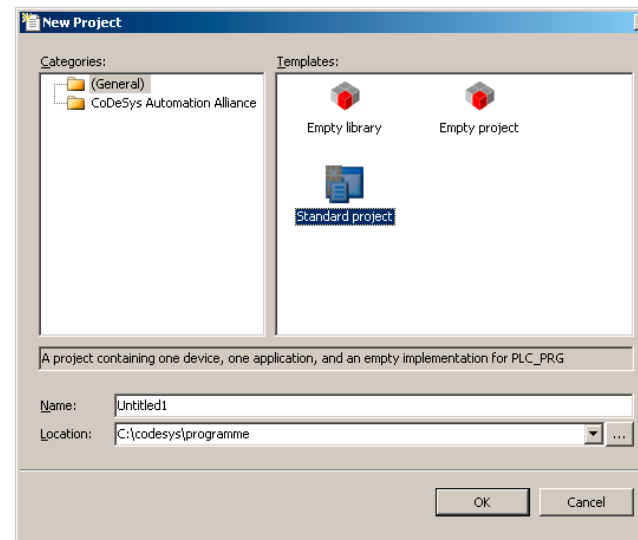 New Project
Categories:
Templates:
(General)
CoDeSys Automation Alliance
Empty library
Empty project
Standard project
A project containing one device, one application, and an empty implementation for PLC_PRG
Name:
Untitled1
Location:
C:\codesys\programme
...
OK
Cancel